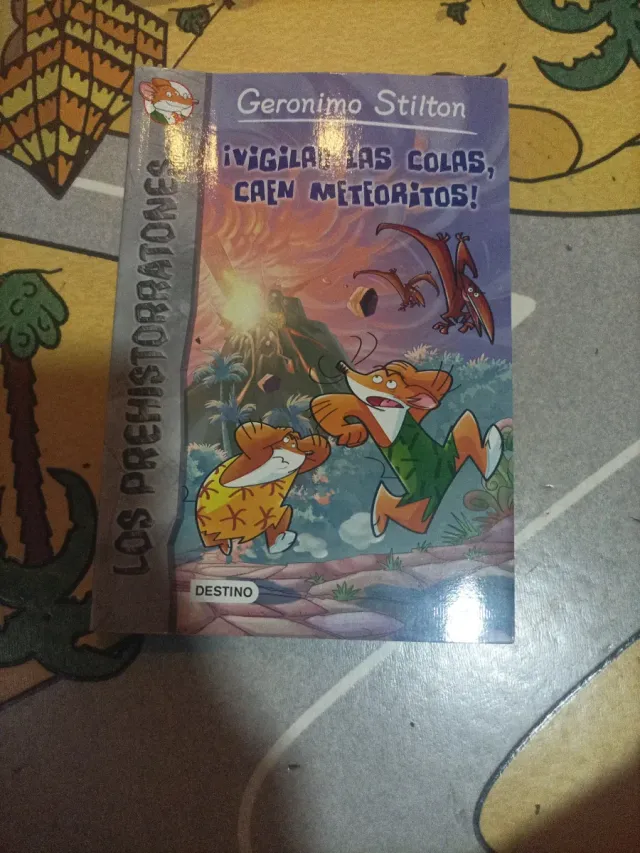 Geronimo Stilton
¡VIGILAD LAS COLAS,
CAEN METEORITOS!
LOS PREHISTORRATONES
DESTINO